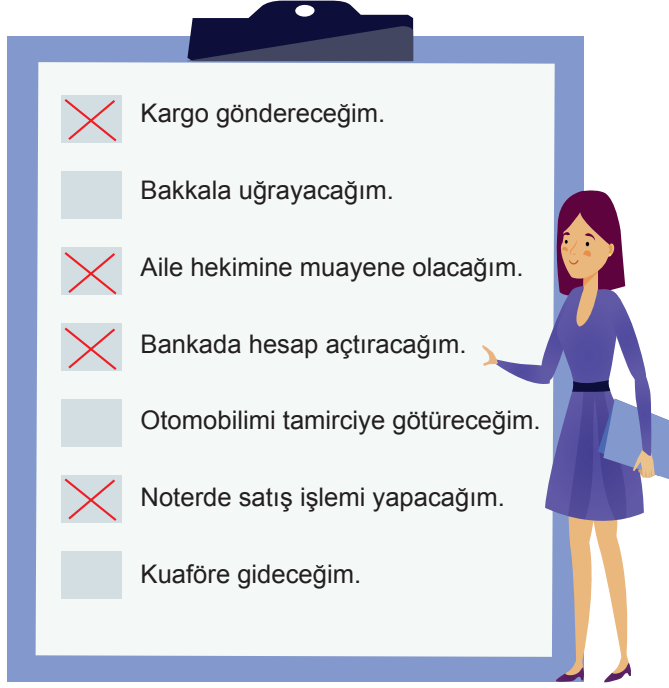 Kargo göndereceğim.
Bakkala uğrayacağım.
Aile hekimine muayene olacağım.
Bankada hesap açtıracağım.
Otomobilimi tamirciye götüreceğim.
Noterde satış işlemi yapacağım.
Kuaföre gideceğim.